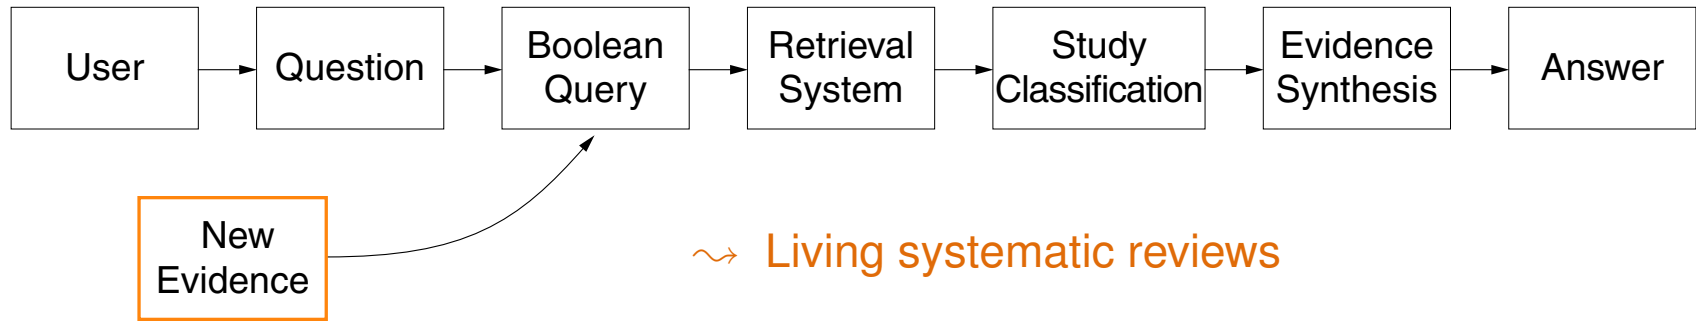 User
Question
Boolean
Query
Retrieval
System
Study
Classification
Evidence
Synthesis
Answer
New
Evidence
⤳ Living systematic reviews